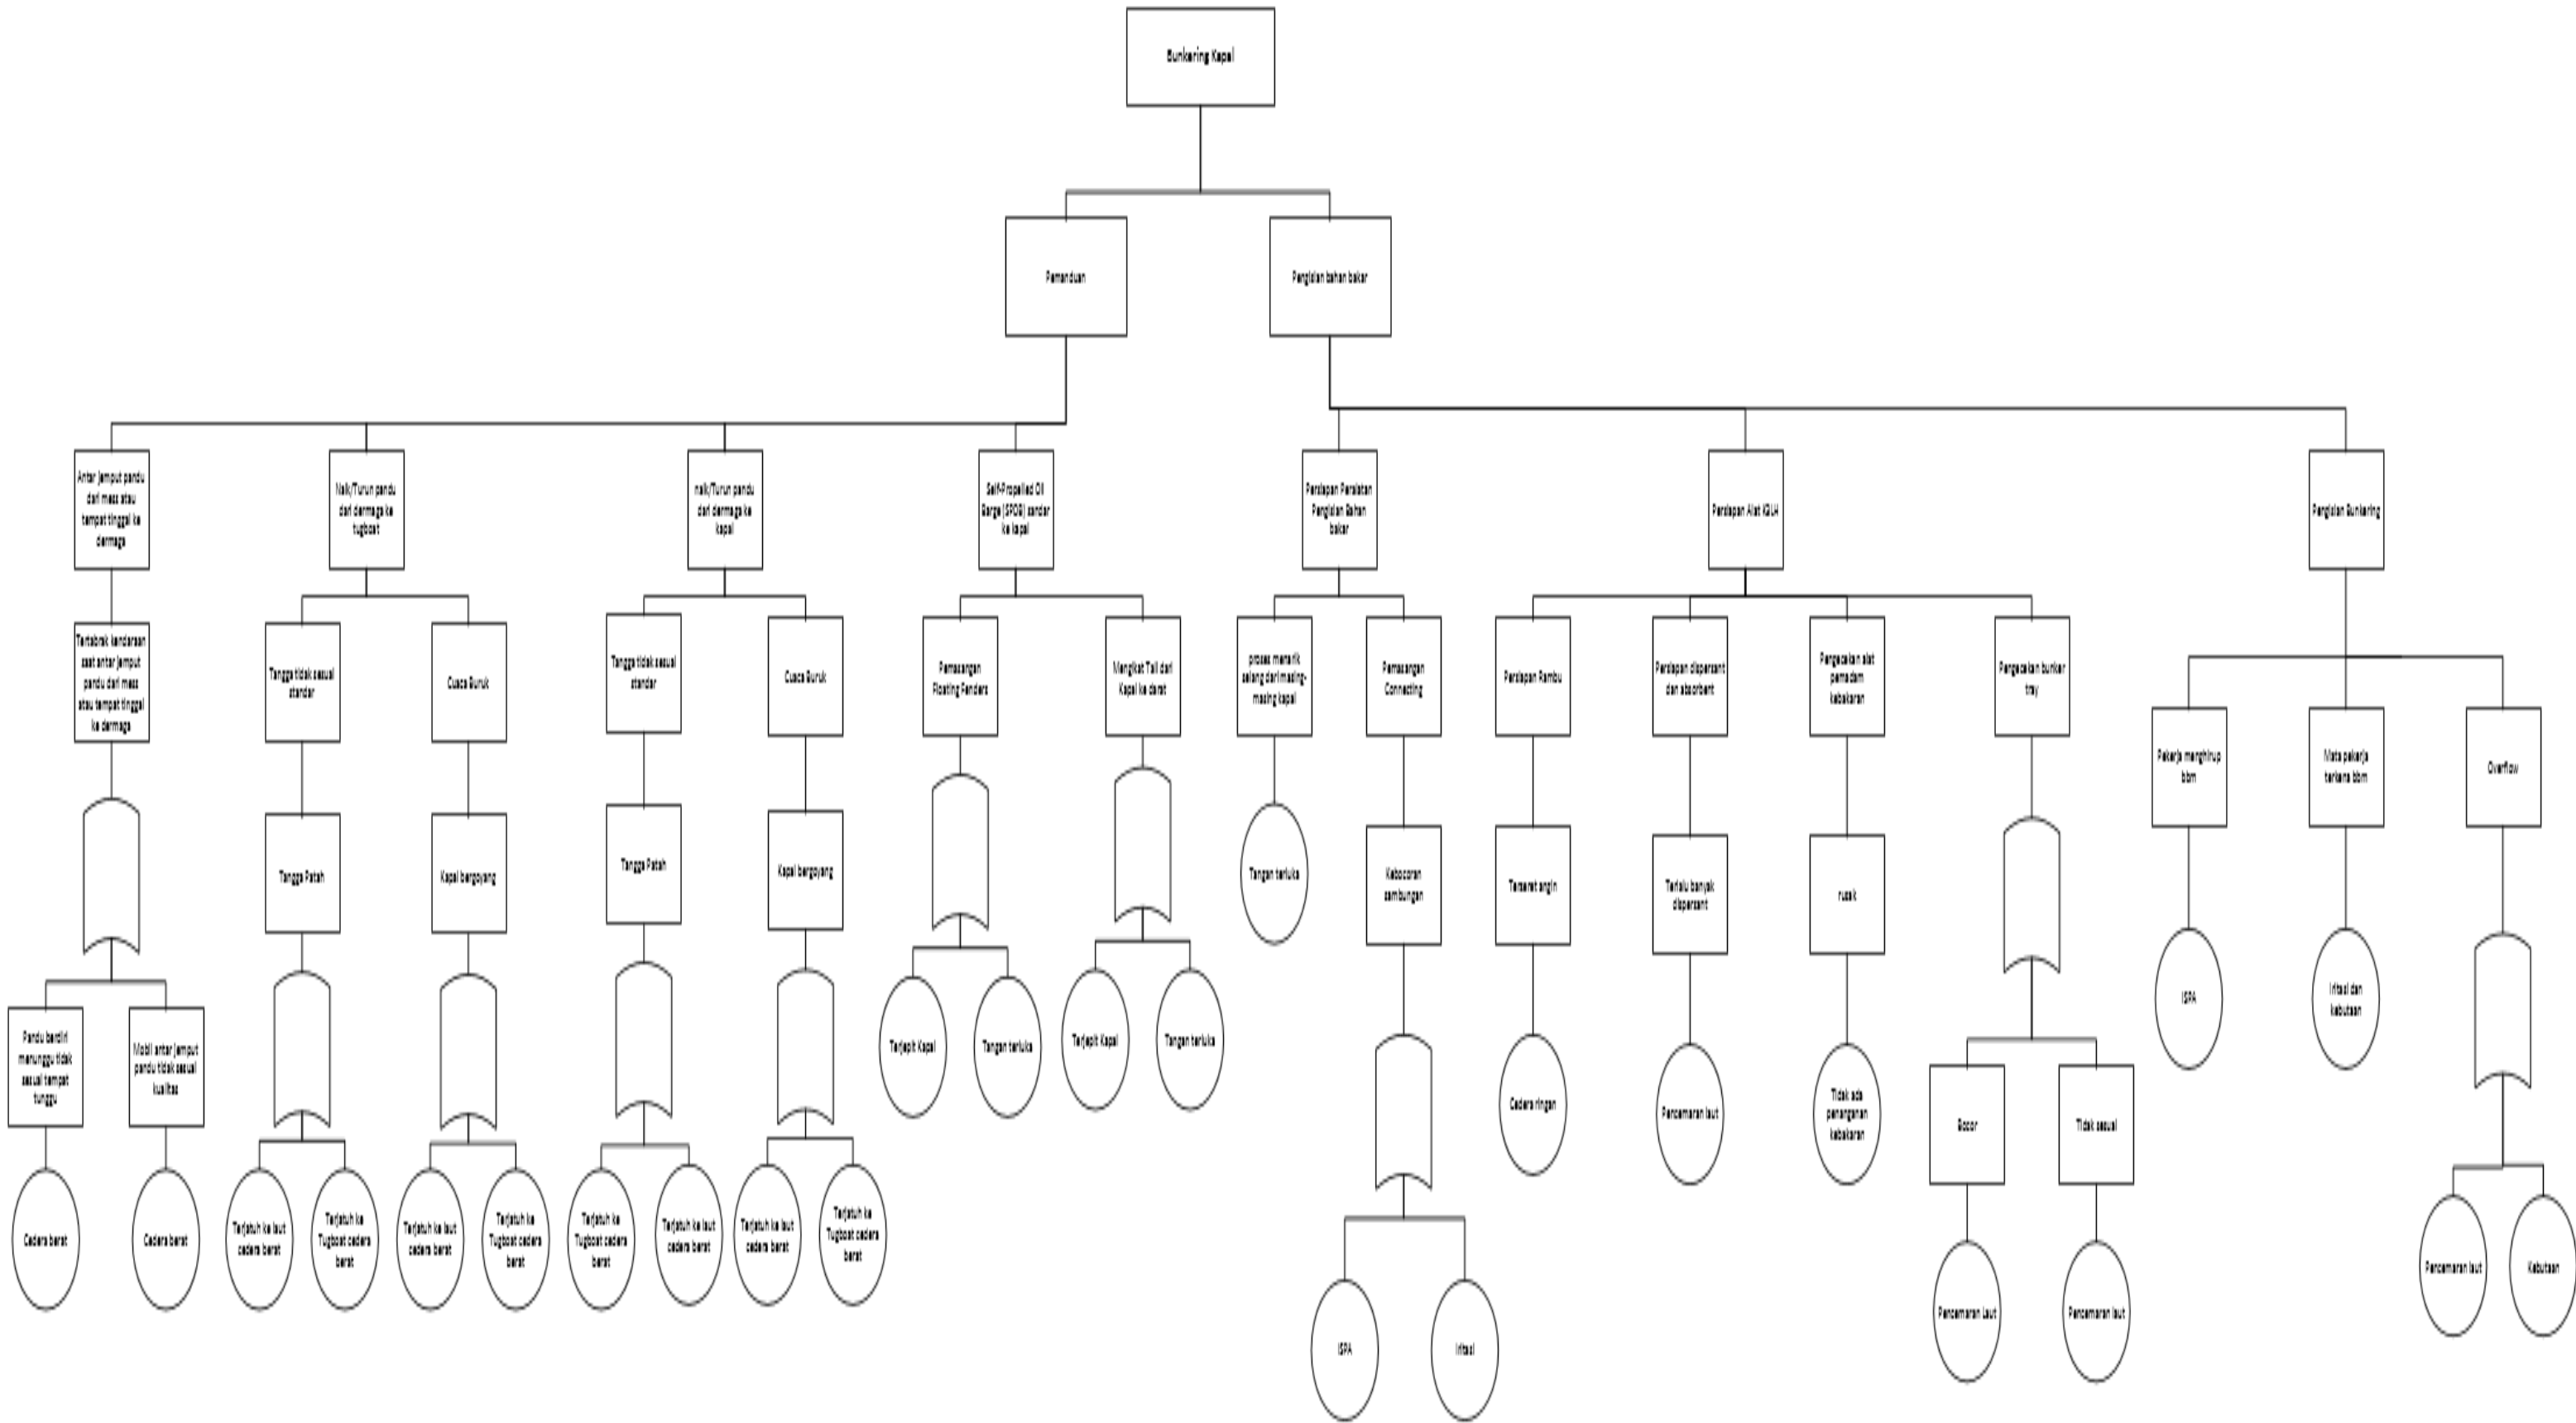 Bunkering Kapal
Pemanduan
Pengisian bahan bakar
Antar jemput pandu
dari mess atau
tempat tinggal ke
dermaga
Naik/Turun pandu
dari dermaga ke
tugboat
naik/Turun pandu
dari dermaga ke
kapal
Self-Propelled Oil
Barge (SPOB) sandar
ke kapal
Persiapan Peralatan
Pengisian Bahan
bakar
Persiapan Alat K3LH
Pengisian Bunkering
Tertabrak kendaraan
saat antar jemput
pandu dari mess
atau tempat tinggal
ke dermaga
Tangga tidak sesuai
standar
Cuaca Buruk
Tangga tidak sesuai
standar
Cuaca Buruk
Pemasangan
Floating Fenders
Mengikat Tali dari
Kapal ke darat
proses menarik
selang dari masing-
masing kapal
Pemasangan
Connecting
Persiapan Rambu
Persiapan dispersant
dan absorbent
Pengecekan alat
pemadam
kebakaran
Pengecekan bunker
tray
Pekerja menghirup
bbm
Mata pekerja
terkena bbm
Overflow
Tangga Patah
Kapal bergoyang
Tangga Patah
Kapal bergoyang
Tangan terluka
Kebocoran
sambungan
Terseret angin
Terlalu banyak
dispersant
rusak
ISPA
Iritasi dan
kebutaan
Pandu berdiri
menunggu tidak
sesuai tempat
tunggu
Mobil antar jemput
pandu tidak sesuai
kualitas
Terjepit Kapal
Tangan terluka
Terjepit Kapal
Tangan terluka
Cedera ringan
Pencemaran laut
Tidak ada
penanganan
kebakaran
Bocor
Tidak sesuai
Cedera berat
Cedera berat
Terjatuh ke laut
cedera berat
Terjatuh ke
Tugboat cedera
berat
Terjatuh ke laut
cedera berat
Terjatuh ke
Tugboat cedera
berat
Terjatuh ke
Tugboat cedera
berat
Terjatuh ke laut
cedera berat
Terjatuh ke laut
cedera berat
Terjatuh ke
Tugboat cedera
berat
ISPA
Iritasi
Pencemaran Laut
Pencemaran laut
Pencemaran laut
Kebutaan